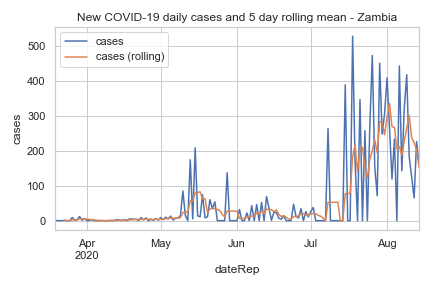 New COVID-19 daily cases and 5 day rolling mean - Zambia
cases
cases (rolling)
500
400
300
200
100
0
cases
Apr
2020
May
Jun
Jul
Aug
dateRep